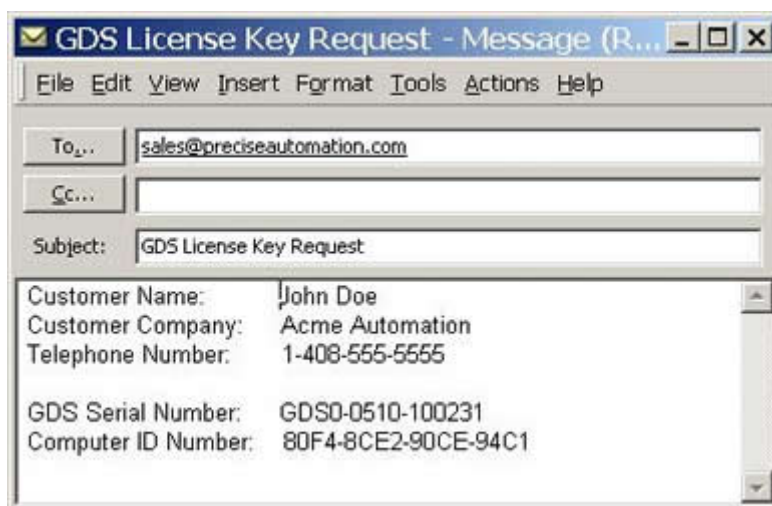 GDS License Key Request - Message (R...
File Edit View Insert Format Tools Actions Help
To... sales@preciseautomation.com
Cc...
Subject: GDS License Key Request
Customer Name: John Doe
Customer Company: Acme Automation
Telephone Number: 1-408-555-5555
GDS Serial Number: GDS0-0510-100231
Computer ID Number: 80F4-8CE2-90CE-94C1